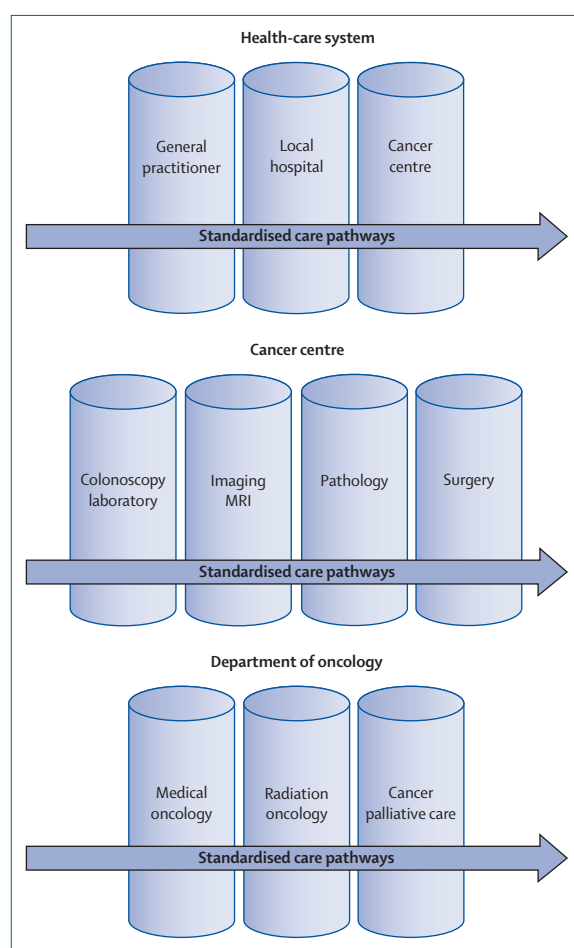 Health-care system
General
practitioner
Local
hospital
Cancer
centre
Standardised care pathways
Cancer centre
Colonoscopy
laboratory
Imaging
MRI
Pathology
Surgery
Standardised care pathways
Department of oncology
Medical
oncology
Radiation
oncology
Cancer
palliative care
Standardised care pathways